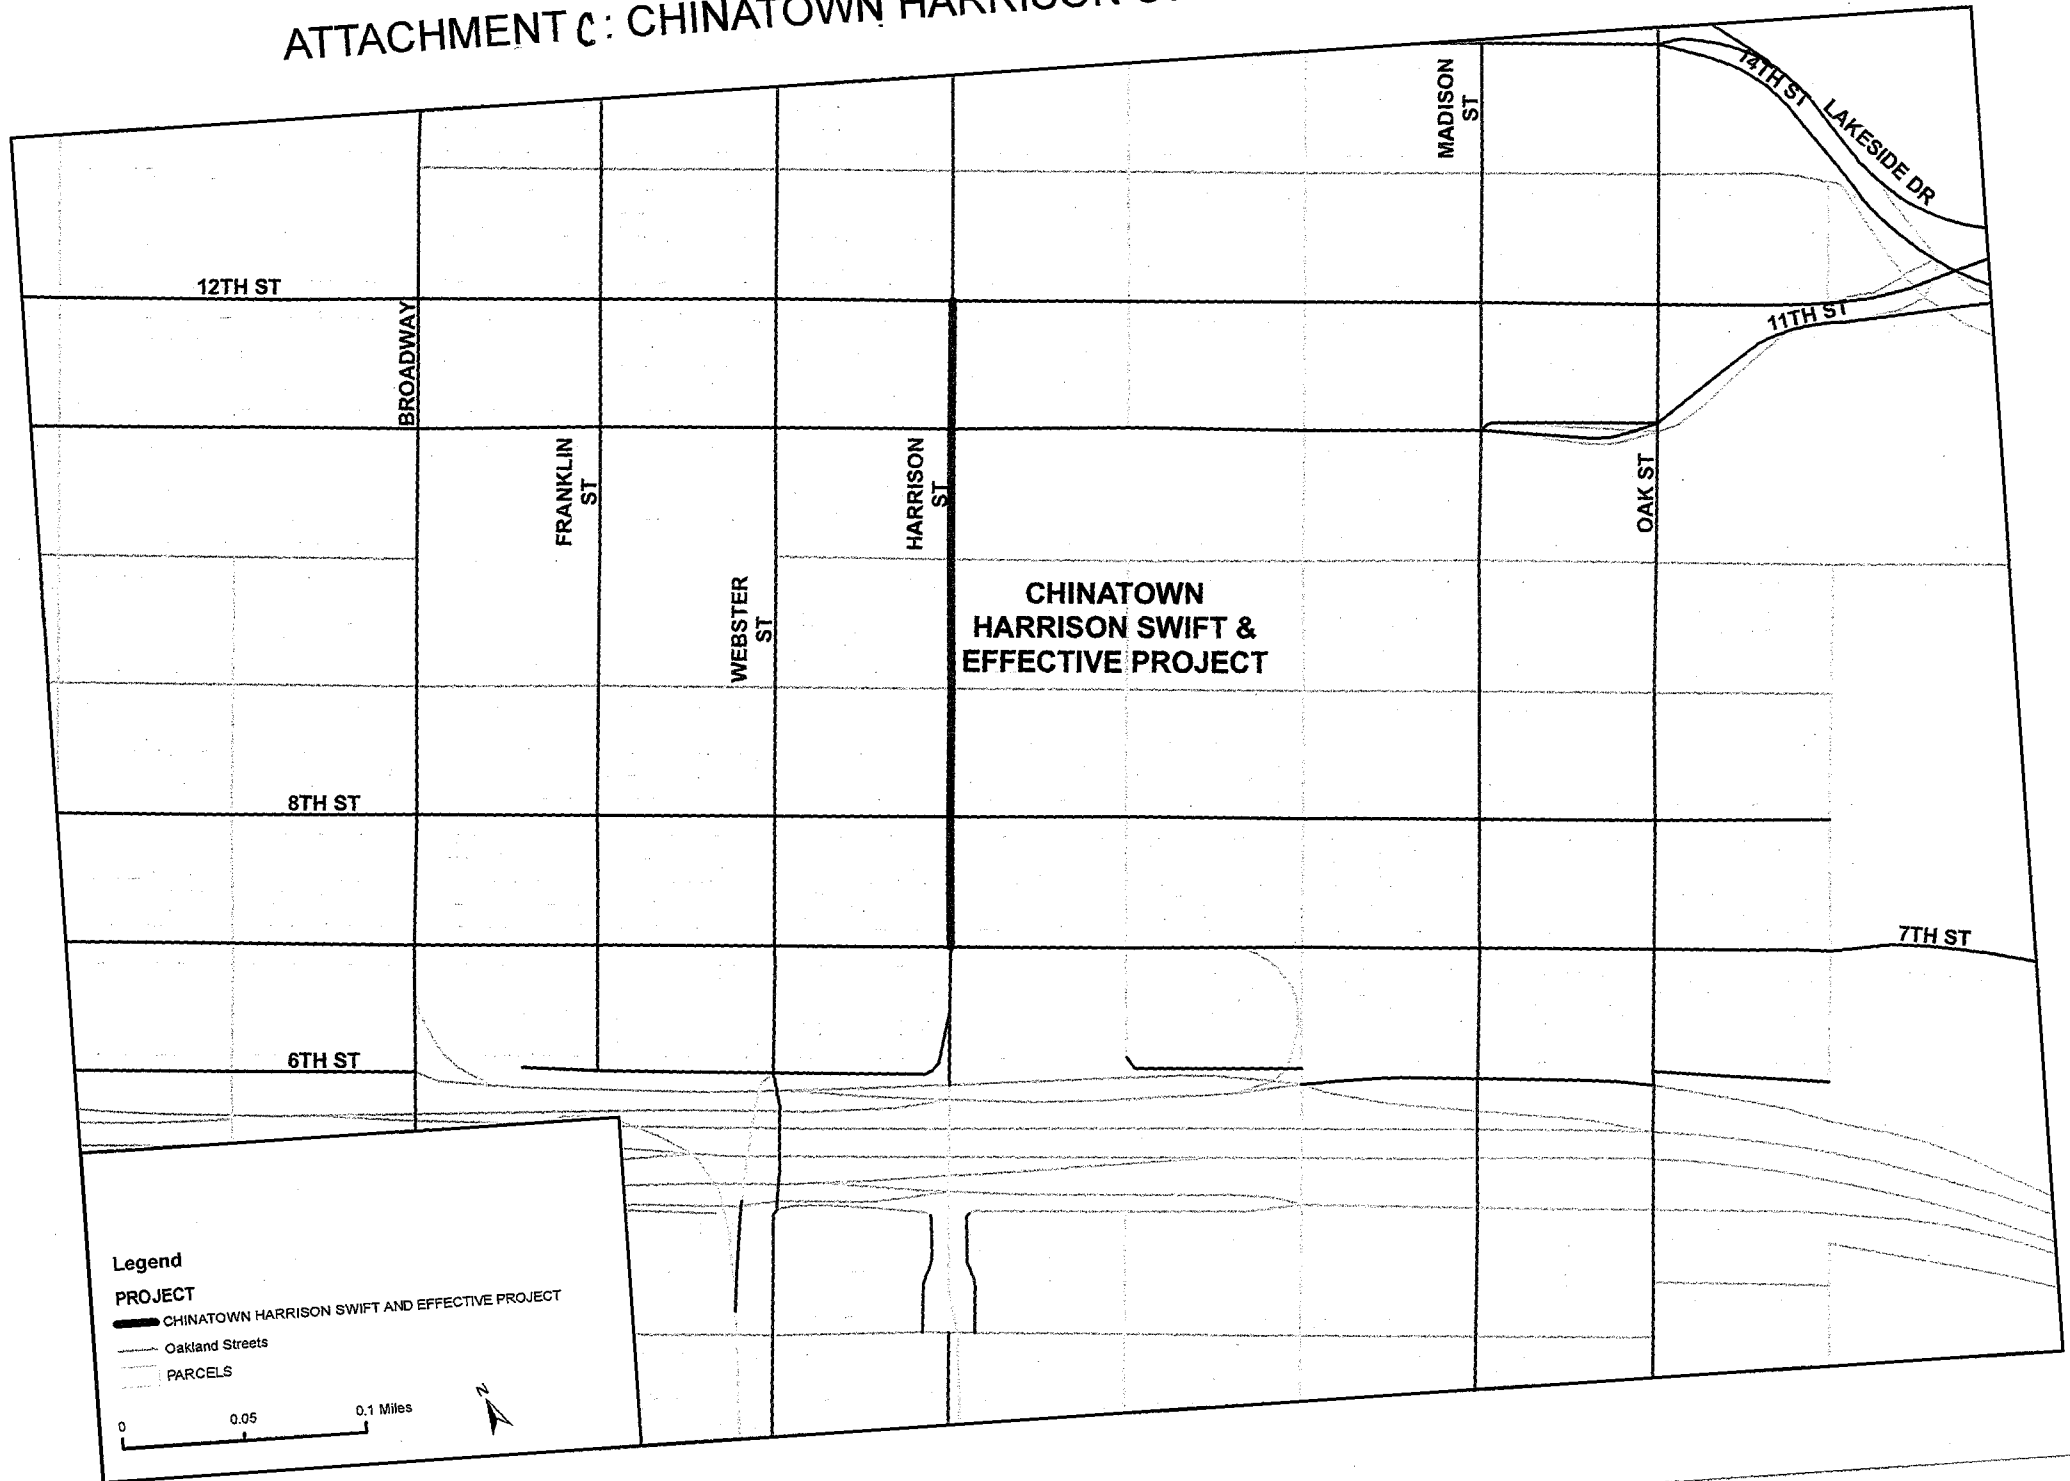 ATTACHMENT C: CHINATOWN HARRISON
MADISON
ST
14TH ST
LAKESIDE DR
12TH ST
11TH ST
BROADWAY
FRANKLIN
ST
HARRISON
ST
OAK ST
WEBSTER
ST
CHINATOWN
HARRISON SWIFT &
EFFECTIVE PROJECT
8TH ST
7TH ST
6TH ST
Legend
PROJECT
CHINATOWN HARRISON SWIFT AND EFFECTIVE PROJECT
Oakland Streets
PARCELS
0 0.05 0.1 Miles
N